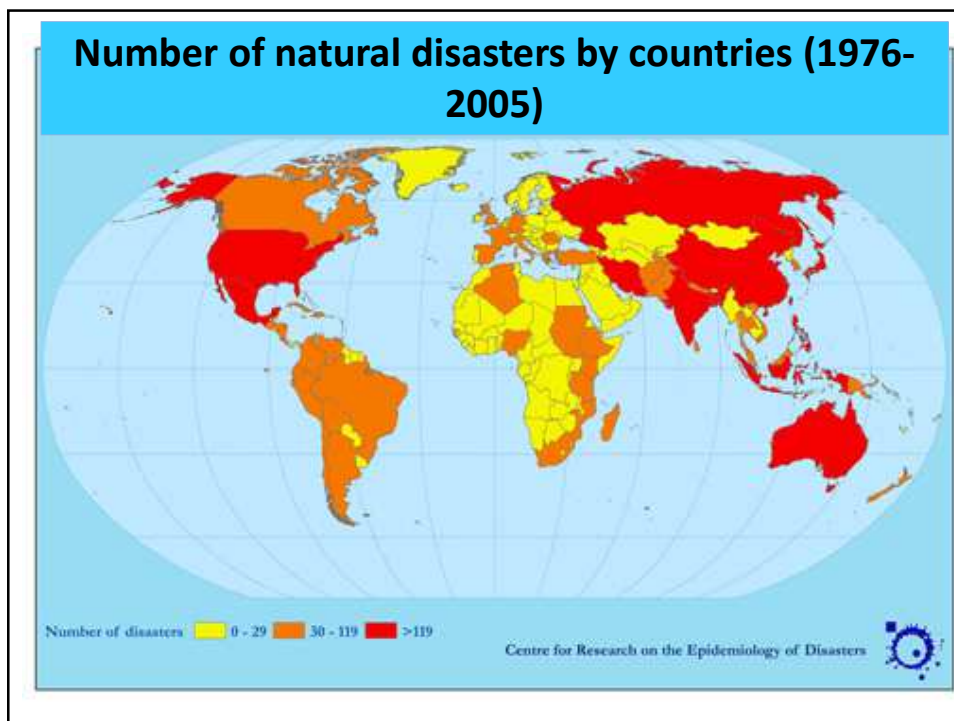 Number of natural disasters by countries (1976-
2005)
Number of disasters 0 - 29 30 - 119 >119
Centre for Research on the Epidemiology of Disasters